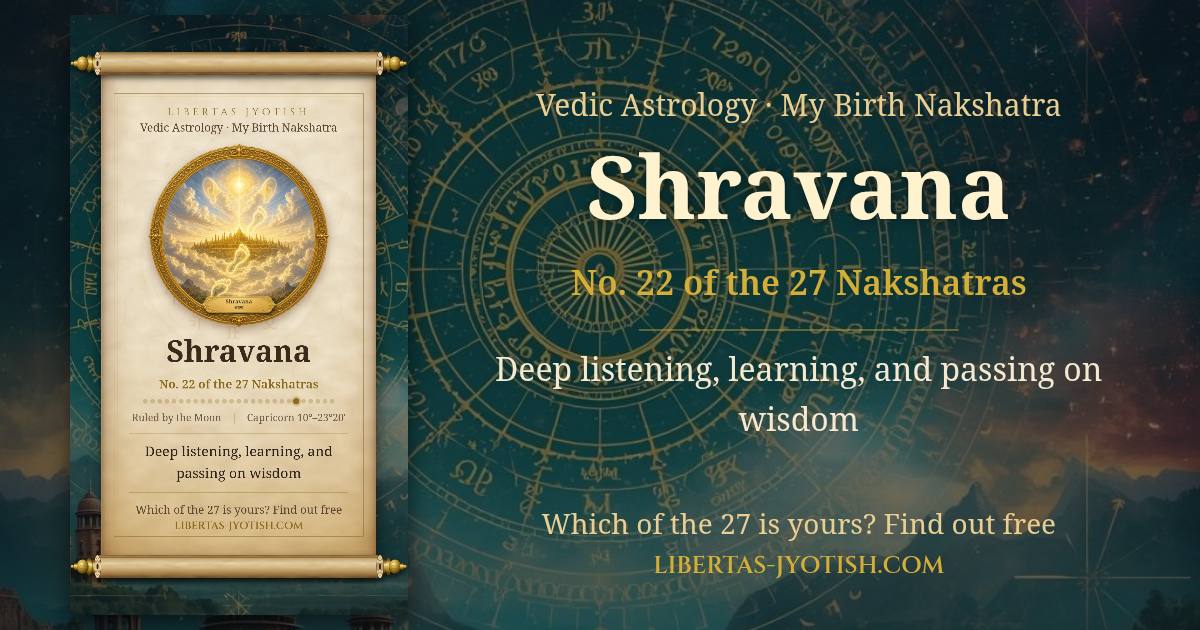 LIBERTAS JYOTISH
Vedic Astrology · My Birth Nakshatra
Shravana
Shravana
No. 22 of the 27 Nakshatras
Ruled by the Moon | Capricorn 10°–23°20'
Deep listening, learning, and
passing on wisdom
Which of the 27 is yours? Find out free
LIBERTAS-JYOTISH.COM
Vedic Astrology · My Birth Nakshatra
Shravana
No. 22 of the 27 Nakshatras
Deep listening, learning, and passing on
wisdom
Which of the 27 is yours? Find out free
LIBERTAS-JYOTISH.COM